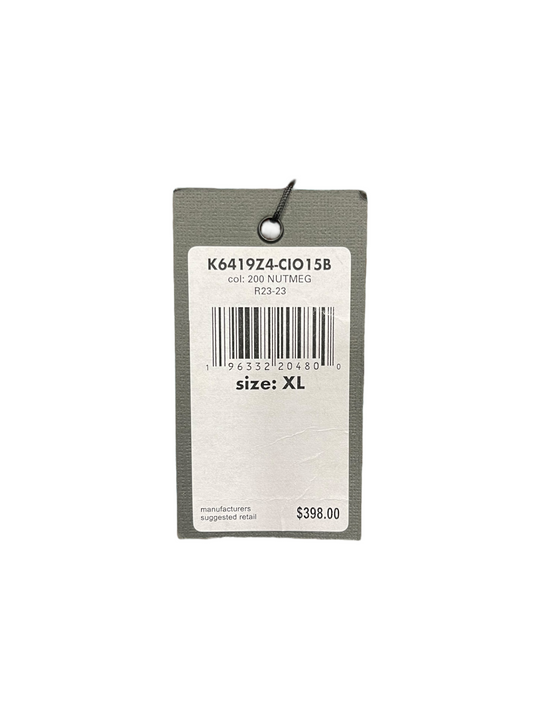 K6419Z4-CIO15B
col: 200 NUTMEG
R23-23
1 96332 20480 0
size: XL
manufacturers
suggested retail
$398.00